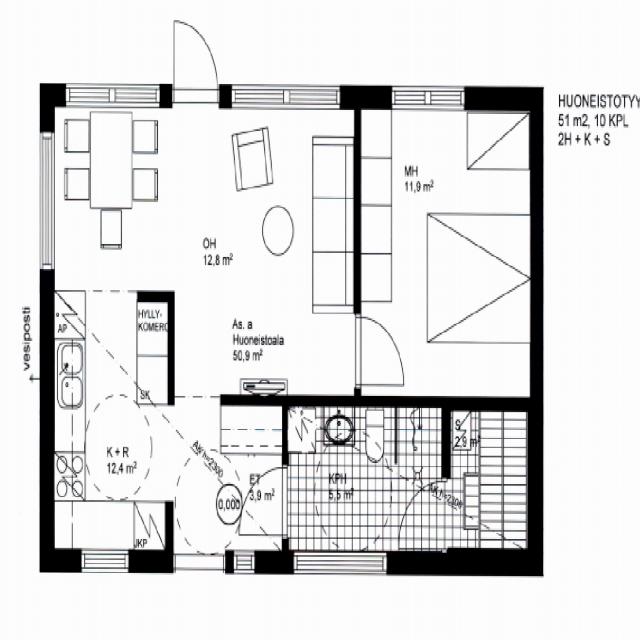 HUONEISTOTYY
51 m2, 10 KPL
2H + K + S
MH
11,9 m²
OH
12,8 m²
HYLLY-
KOMERO
As. a
Huoneistoala
50,9 m²
AP
vesiposti
SK
K + R
12,4 m²
AK h=2300
ET
3,9 m²
0,000
KPH
5,5 m²
S
2,9 m²
AK h=2300
JKP